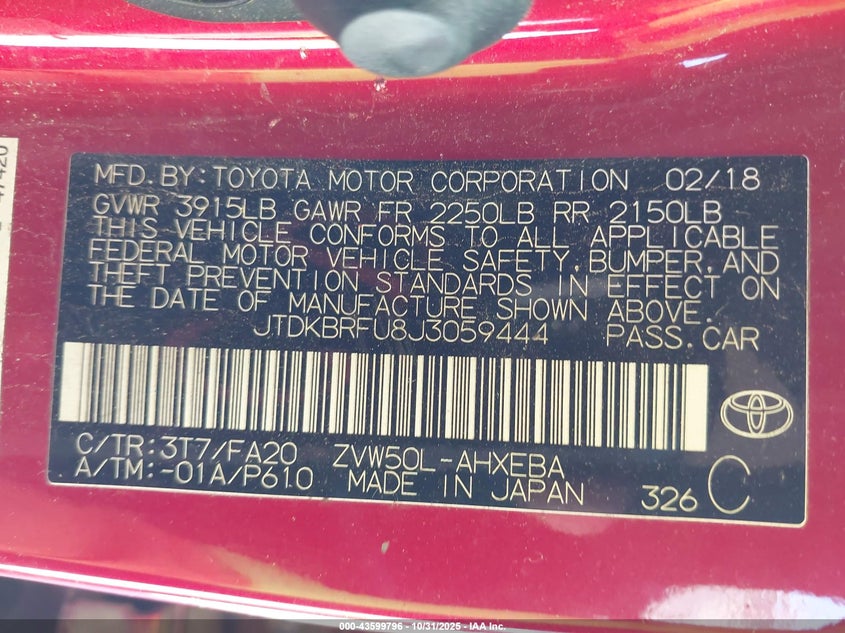 MFD.BY:TOYOTA MOTOR CORPORATION 02/18
GVWR 3915LB GAWR FR 2250LB RR 2150LB
THIS VEHICLE CONFORMS TO ALL APPLICABLE
FEDERAL MOTOR VEHICLE SAFETY,BUMPER,AND
THEFT PREVENTION STANDARDS IN EFFECT ON
THE DATE OF MANUFACTURE SHOWN ABOVE.
JTDKBRFU8J3059444 PASS.CAR
C/TR:3T7/FA20 ZVW50L-AHXEBA
A/TM:-01A/P610 MADE IN JAPAN 326 C
000-43599796 - 10/31/2025 - IAA Inc.